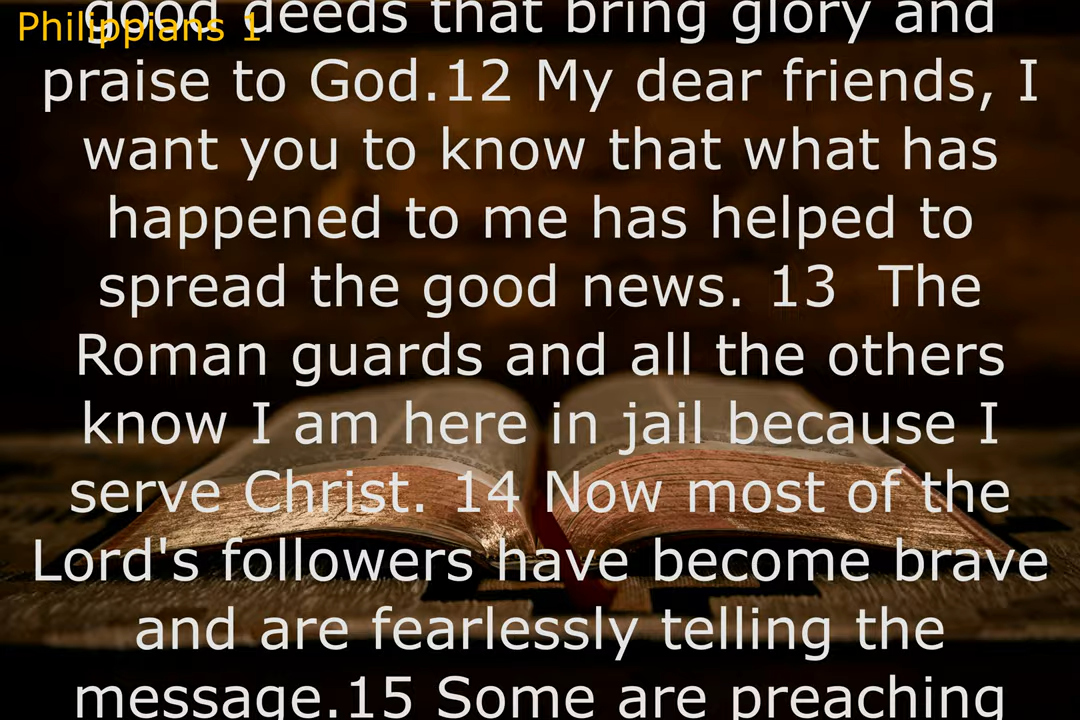 good deeds that bring glory and
Philippians 1
praise to God.12 My dear friends, I
want you to know that what has
happened to me has helped to
spread the good news. 13  The
Roman guards and all the others
know I am here in jail because I
serve Christ. 14 Now most of the
Lord's followers have become brave
and are fearlessly telling the
message.15 Some are preaching